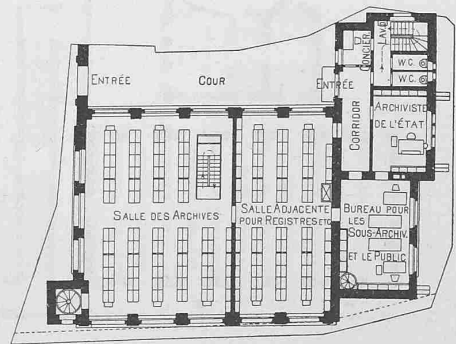 ENTRÉE
COUR
ENTRÉE
CONCIER.
LAV.
W.C.
W.C.
CORRIDOR
ARCHIVISTE
DE L'ÉTAT
SALLE DES ARCHIVES
SALLE ADJACENTE
POUR REGISTRES ETC.
BUREAU POUR
LES
SOUS-ARCHIV.
ET LE PUBLIC